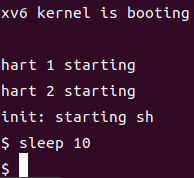 xv6 kernel is booting
hart 1 starting
hart 2 starting
init: starting sh
$ sleep 10
$